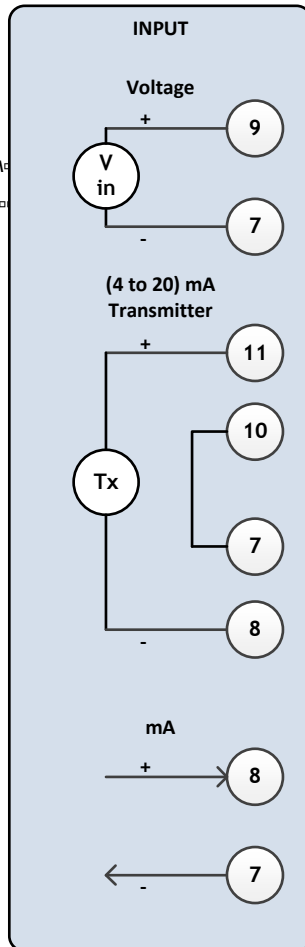 INPUT
Voltage
+
9
V
in
7
-
(4 to 20) mA
Transmitter
+
11
10
Tx
7
8
-
mA
+
8
7
-